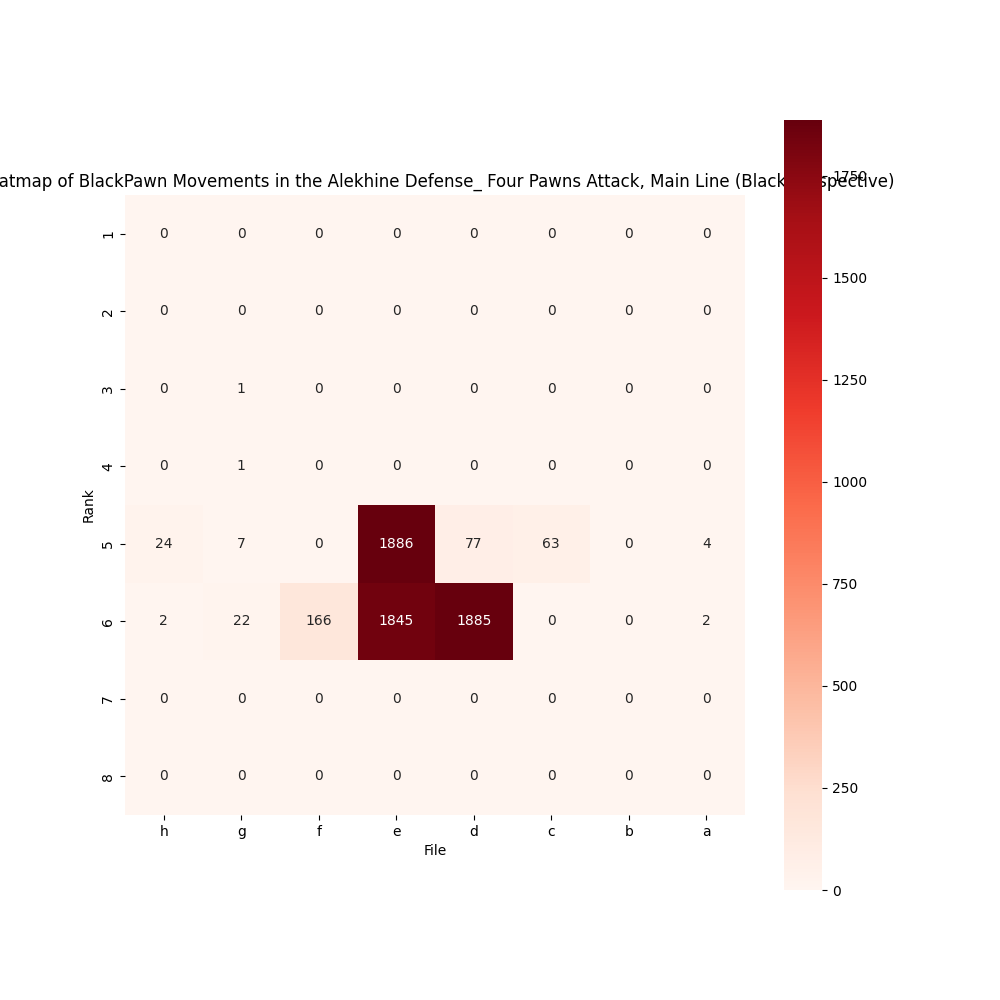 atmap of BlackPawn Movements in the Alekhine Defense_ Four Pawns Attack, Main Line (Black spective)
1750
1 0 0 0 0 0 0 0 0
2 0 0 0 0 0 0 0 0
1500
3 0 1 0 0 0 0 0 0
1250
4 0 1 0 0 0 0 0 0
1000
Rank
5 24 7 0 1886 77 63 0 4
750
6 2 22 166 1845 1885 0 0 2
500
7 0 0 0 0 0 0 0 0
8 0 0 0 0 0 0 0 0
250
h g f e d c b a
File
0